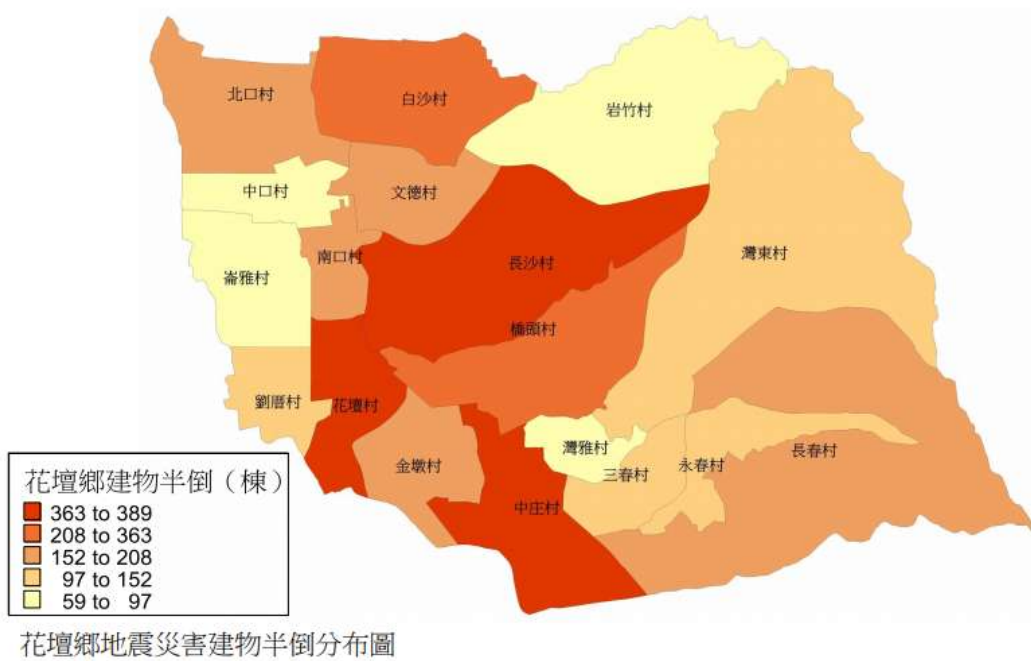 北口村
白沙村
岩竹村
中口村
文德村
南口村
崙雅村
長沙村
灣東村
橋頭村
劉厝村
花壇村
金墩村
灣雅村
三春村
永春村
長春村
中庄村
花壇鄉建物半倒（棟）
363 to 389
208 to 363
152 to 208
97 to 152
59 to 97
花壇鄉地震災害建物半倒分布圖